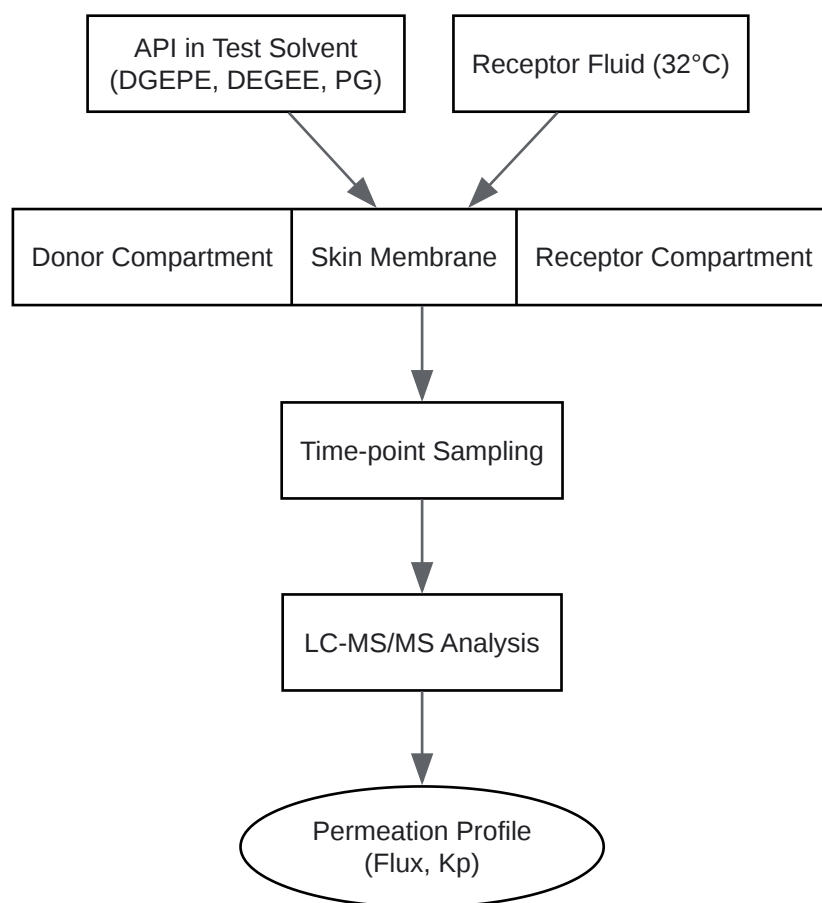 API in Test Solvent
(DGEPE, DEGEE, PG)
Receptor Fluid (32°C)
Donor Compartment
Skin Membrane
Receptor Compartment
Time-point Sampling
LC-MS/MS Analysis
Permeation Profile
(Flux, Kp)